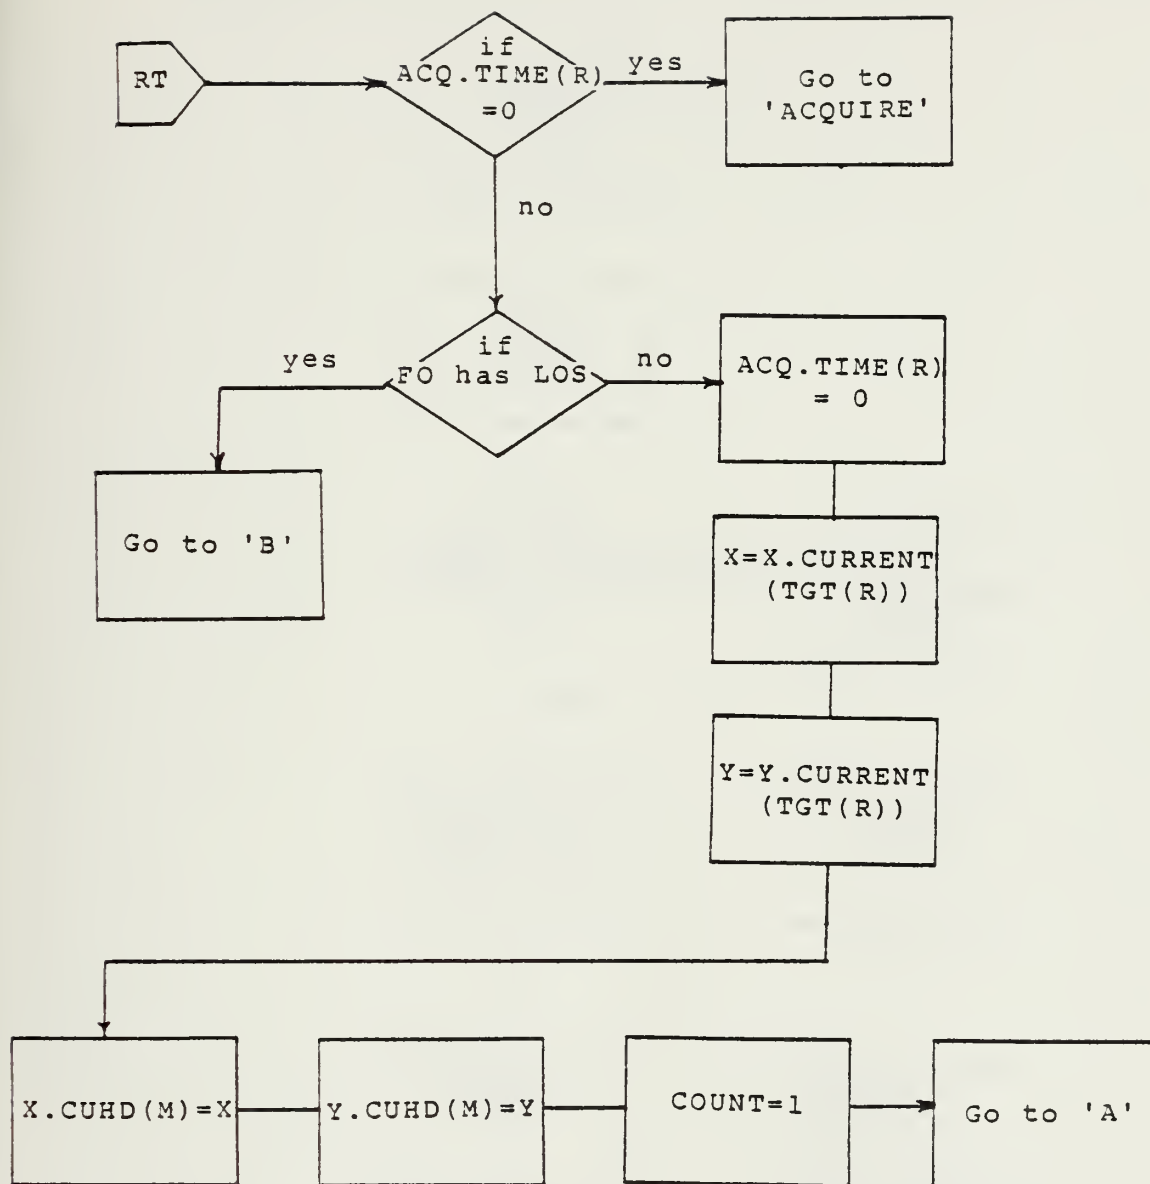 RT
if
ACQ.TIME(R)
=0
yes
Go to
'ACQUIRE'
no
if
FO has LOS
yes
no
ACQ.TIME(R)
= 0
Go to 'B'
X=X.CURRENT
(TGT(R))
Y=Y.CURRENT
(TGT(R))
X.CUHD(M)=X
Y.CUHD(M)=Y
COUNT=1
Go to 'A'